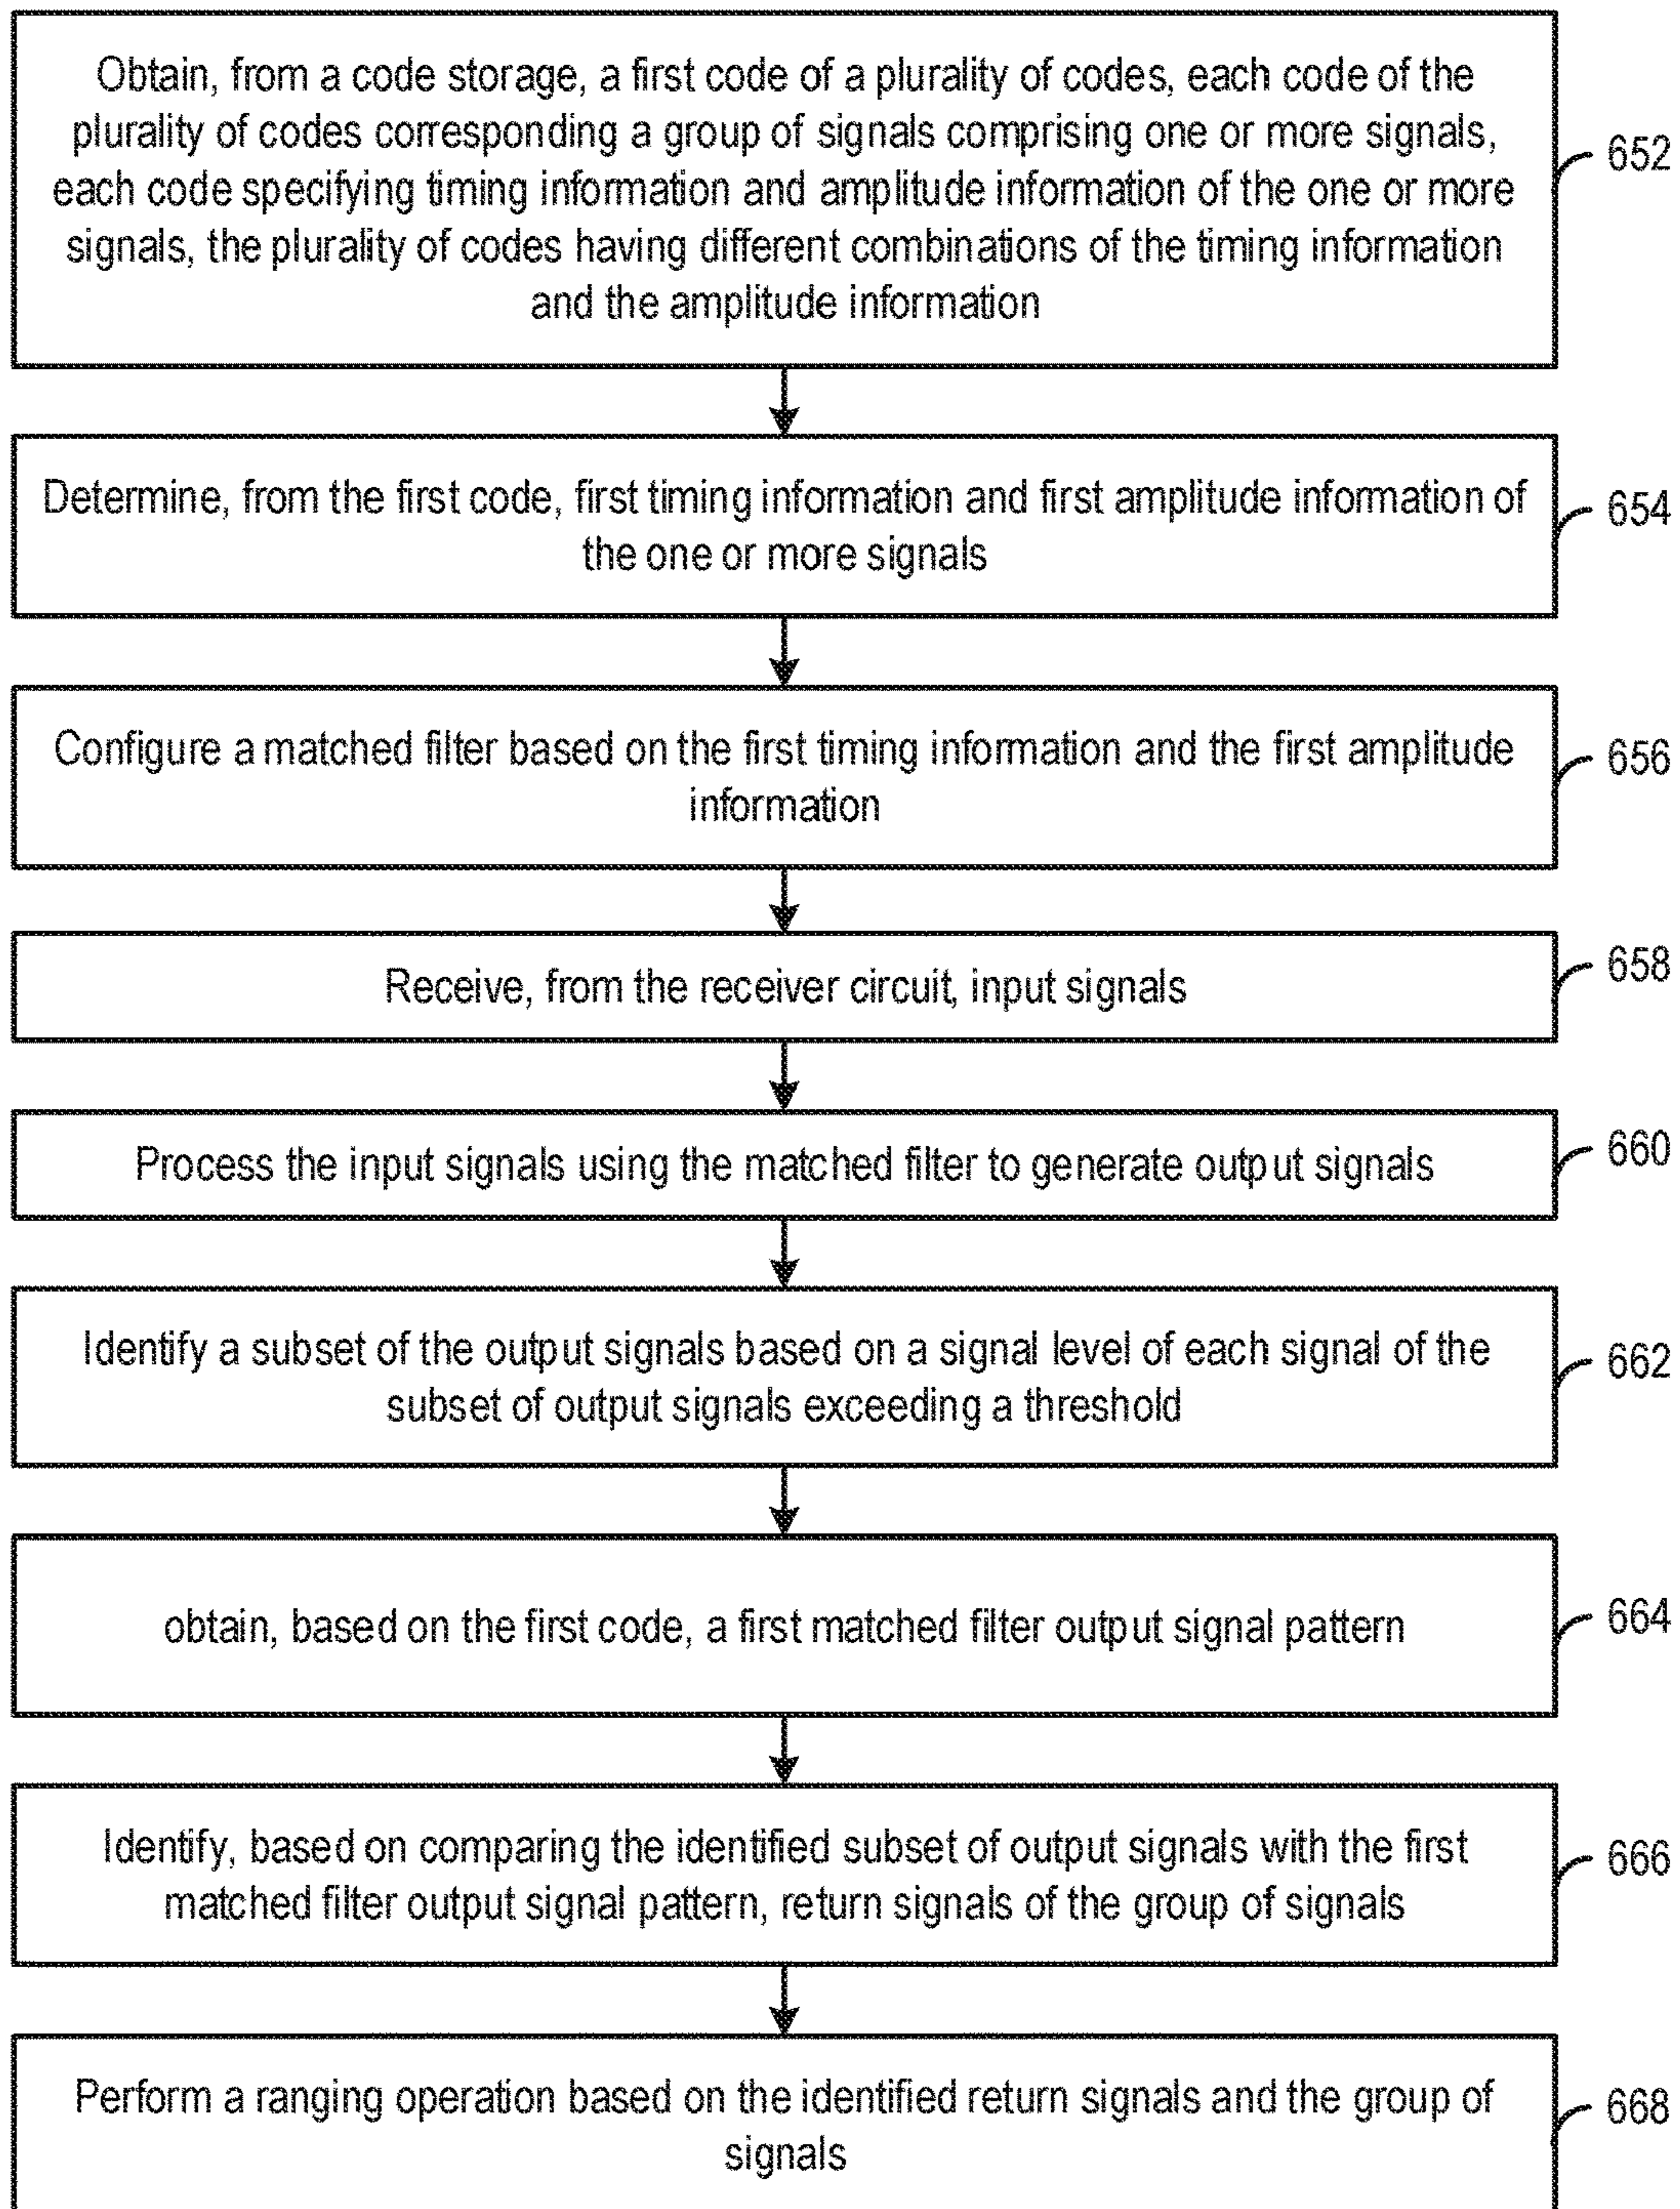 Obtain, from a code storage, a first code of a plurality of codes, each code of the
plurality of codes corresponding a group of signals comprising one or more signals,
each code specifying timing information and amplitude information of the one or more
signals, the plurality of codes having different combinations of the timing information
and the amplitude information
652
Determine, from the first code, first timing information and first amplitude information of
the one or more signals
654
Configure a matched filter based on the first timing information and the first amplitude
information
656
Receive, from the receiver circuit, input signals
658
Process the input signals using the matched filter to generate output signals
660
Identify a subset of the output signals based on a signal level of each signal of the
subset of output signals exceeding a threshold
662
obtain, based on the first code, a first matched filter output signal pattern
664
Identify, based on comparing the identified subset of output signals with the first
matched filter output signal pattern, return signals of the group of signals
666
Perform a ranging operation based on the identified return signals and the group of
signals
668